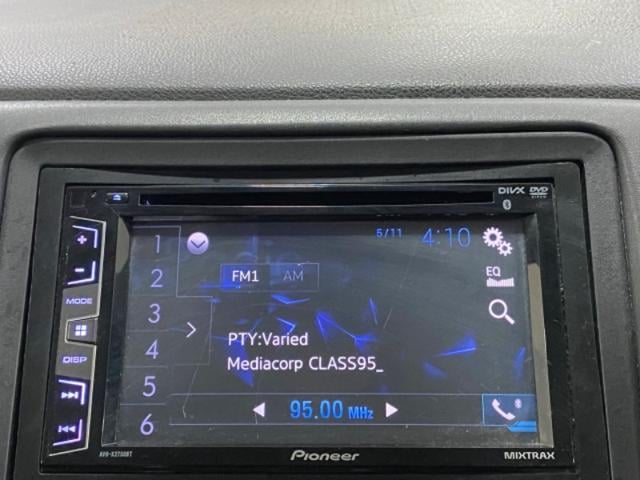 DIVX DVD VIDEO
5/11 4:10
1
2
3
4
5
6
MODE
DISP
FM1 AM
EQ
PTY:Varied
Mediacorp CLASS95_
95.00 MHz
Pioneer
MIXTRAX